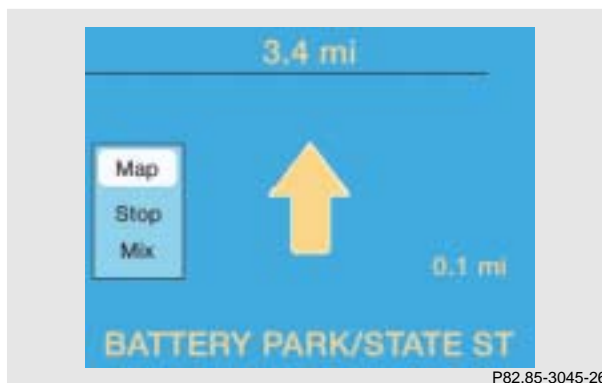 3.4 mi
Map
Stop
Mix
0.1 mi
BATTERY PARK/STATE ST
P82.85-3045-26